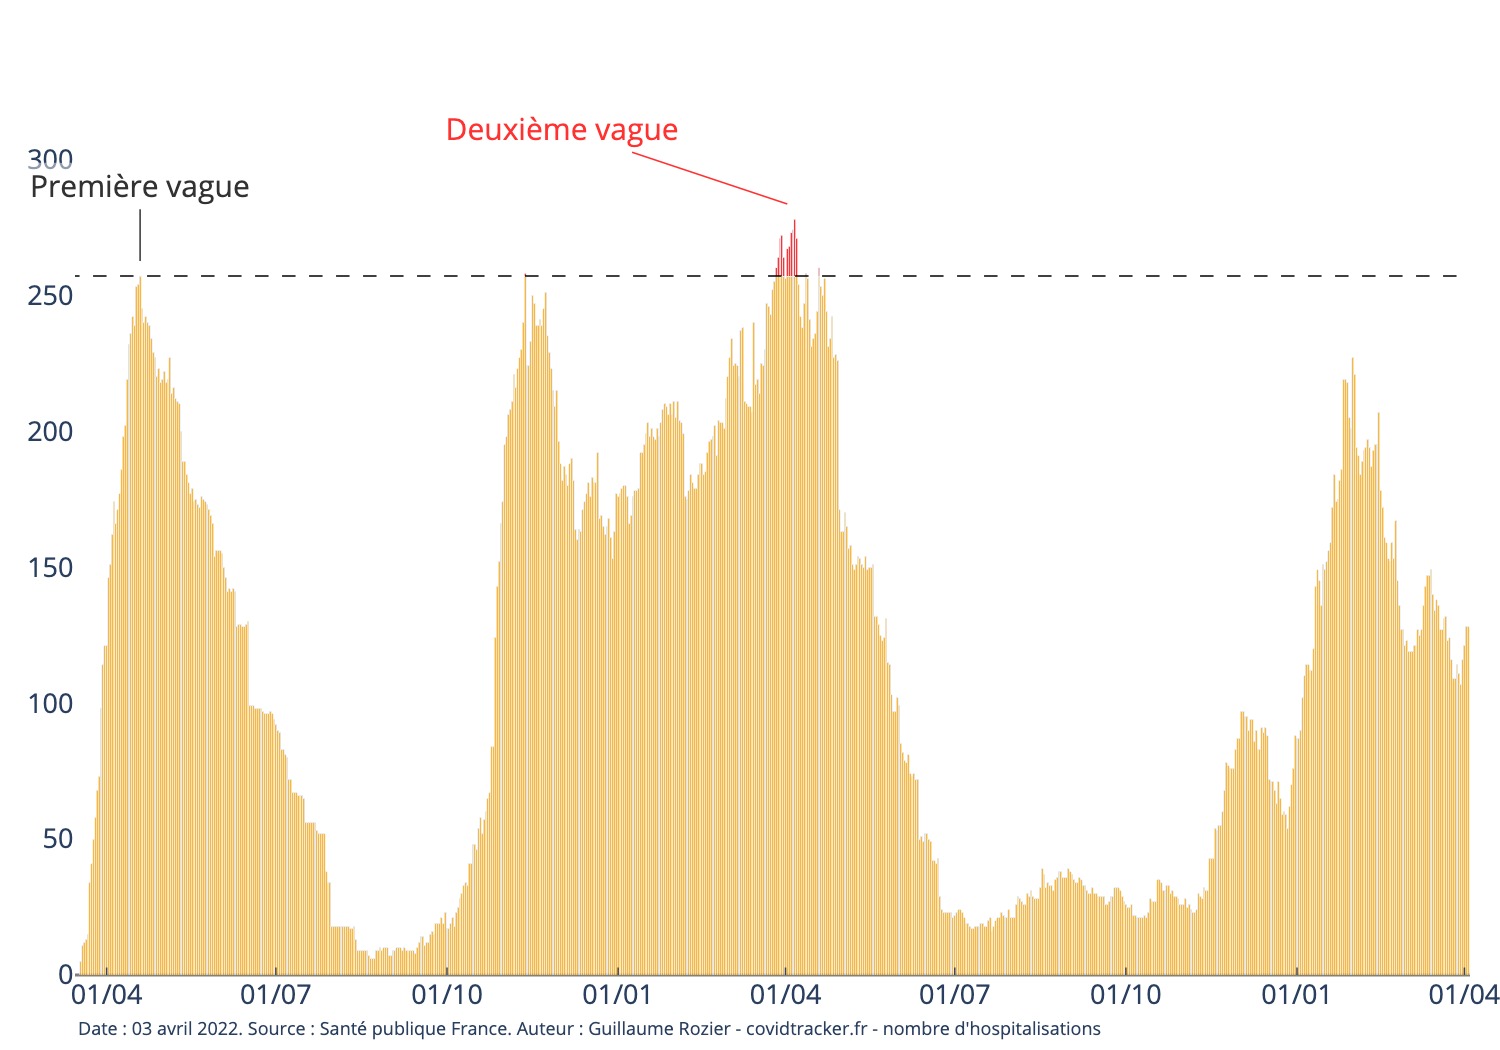 Deuxième vague
300
Première vague
250
200
150
100
50
0
01/04 01/07 01/10 01/01 01/04 01/07 01/10 01/01 01/04
Date : 03 avril 2022. Source : Santé publique France. Auteur : Guillaume Rozier - covidtracker.fr - nombre d'hospitalisations